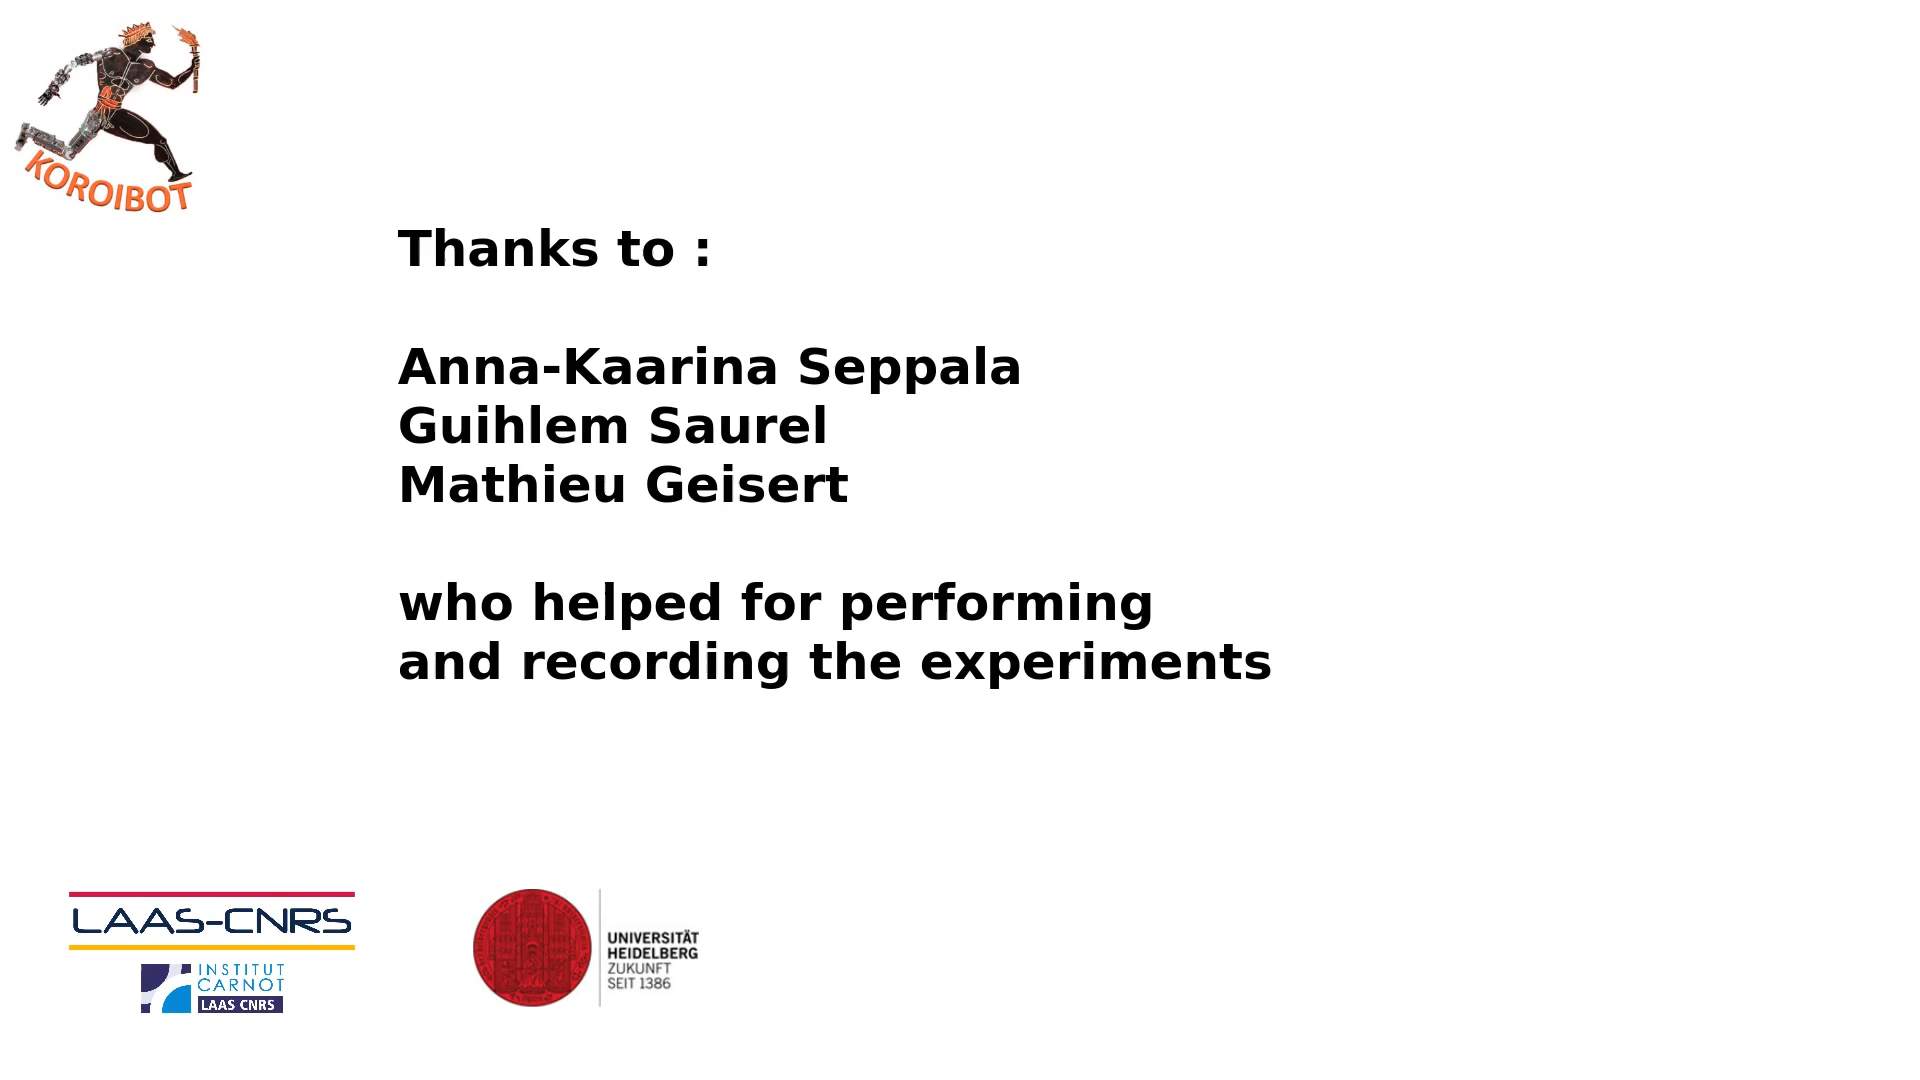 KOROIBOT
Thanks to :
Anna-Kaarina Seppala
Guihlem Saurel
Mathieu Geisert
who helped for performing
and recording the experiments
LAAS-CNRS
INSTITUT
CARNOT
LAAS CNRS
UNIVERSITÄT
HEIDELBERG
ZUKUNFT
SEIT 1386